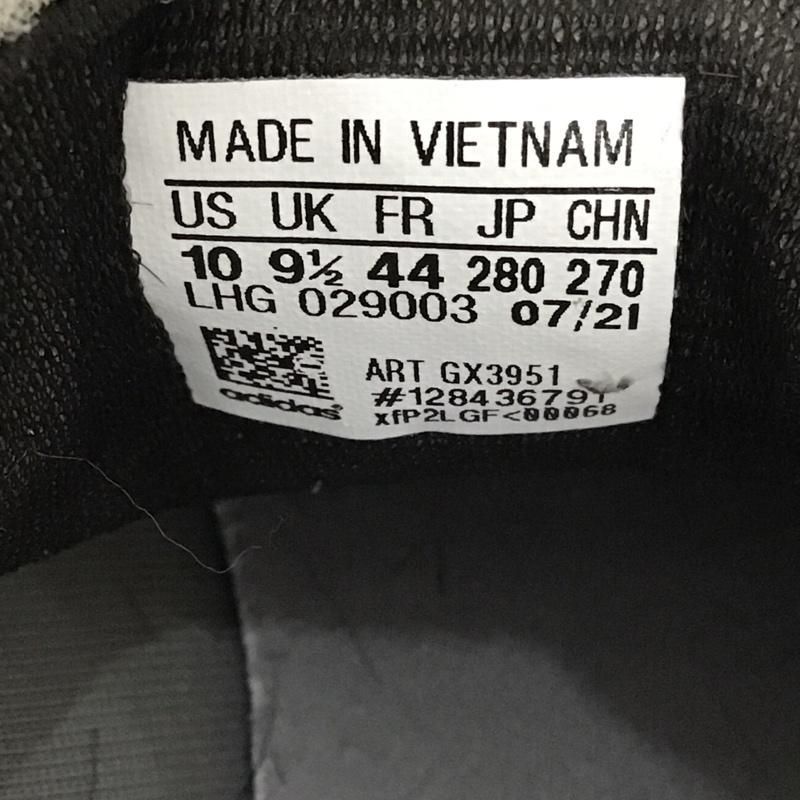 MADE IN VIETNAM
US UK FR JP CHN
10 9½ 44 280 270
LHG 029003 07/21
ART GX3951
#128436791
xfP2LGF<00068
adidas®